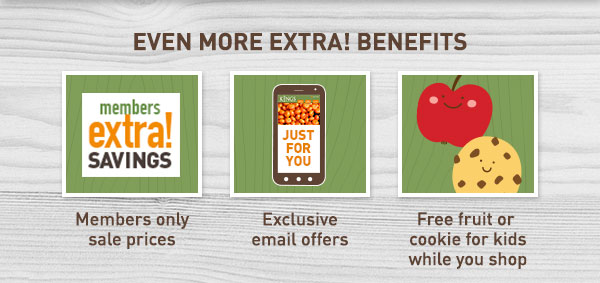 EVEN MORE EXTRA! BENEFITS
members
extra!
SAVINGS
Members only
sale prices
KINGS
JUST
FOR
YOU
Exclusive
email offers
Free fruit or
cookie for kids
while you shop